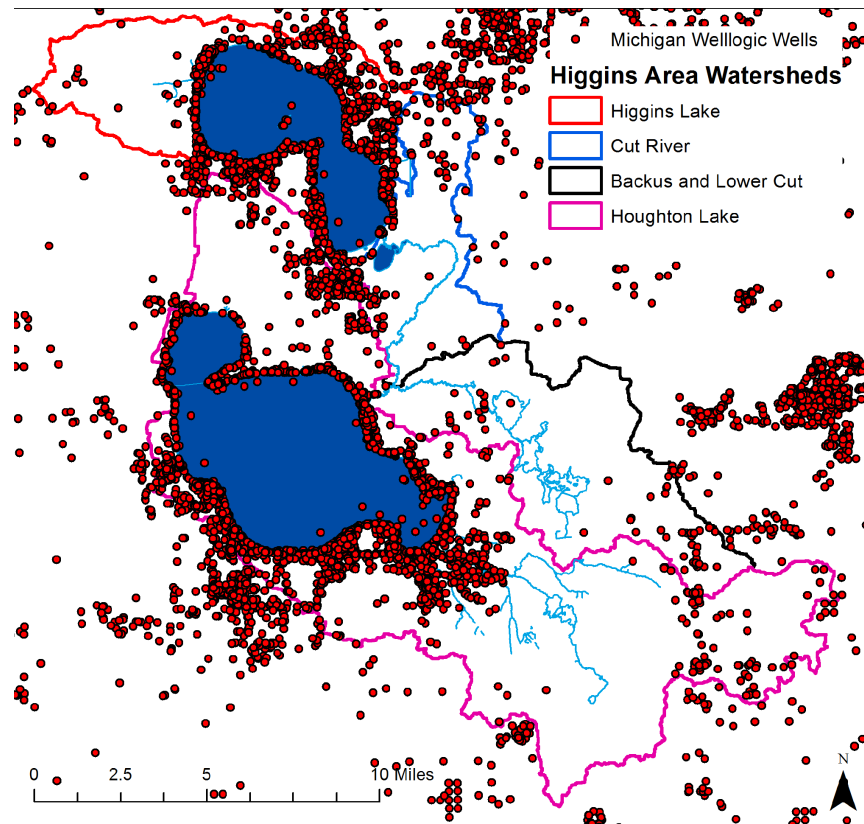 Michigan Welllogic Wells
Higgins Area Watersheds
Higgins Lake
Cut River
Backus and Lower Cut
Houghton Lake
0 2.5 5 10 Miles
N